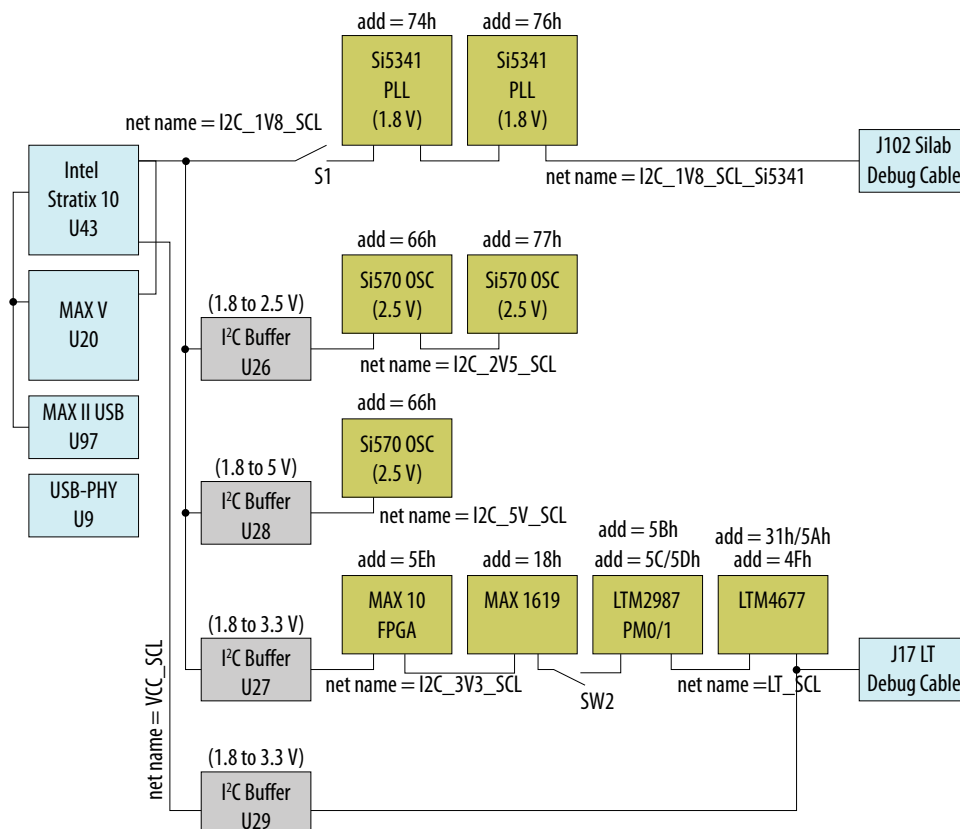 add = 74h
add = 76h
Si5341
PLL
(1.8 V)
Si5341
PLL
(1.8 V)
net name = I2C_1V8_SCL
S1
net name = I2C_1V8_SCL_Si5341
J102 Silab
Debug Cable
Intel
Stratix 10
U43
MAX V
U20
MAX II USB
U97
USB-PHY
U9
add = 66h
add = 77h
Si570 OSC
(2.5 V)
Si570 OSC
(2.5 V)
(1.8 to 2.5 V)
I²C Buffer
U26
net name = I2C_2V5_SCL
add = 66h
Si570 OSC
(2.5 V)
(1.8 to 5 V)
I²C Buffer
U28
net name = I2C_5V_SCL
add = 5Eh
add = 18h
add = 5Bh
add = 5C/5Dh
add = 31h/5Ah
add = 4Fh
MAX 10
FPGA
MAX 1619
LTM2987
PM0/1
LTM4677
(1.8 to 3.3 V)
I²C Buffer
U27
net name = I2C_3V3_SCL
SW2
net name =LT_SCL
J17 LT
Debug Cable
net name = VCC_SCL
(1.8 to 3.3 V)
I²C Buffer
U29